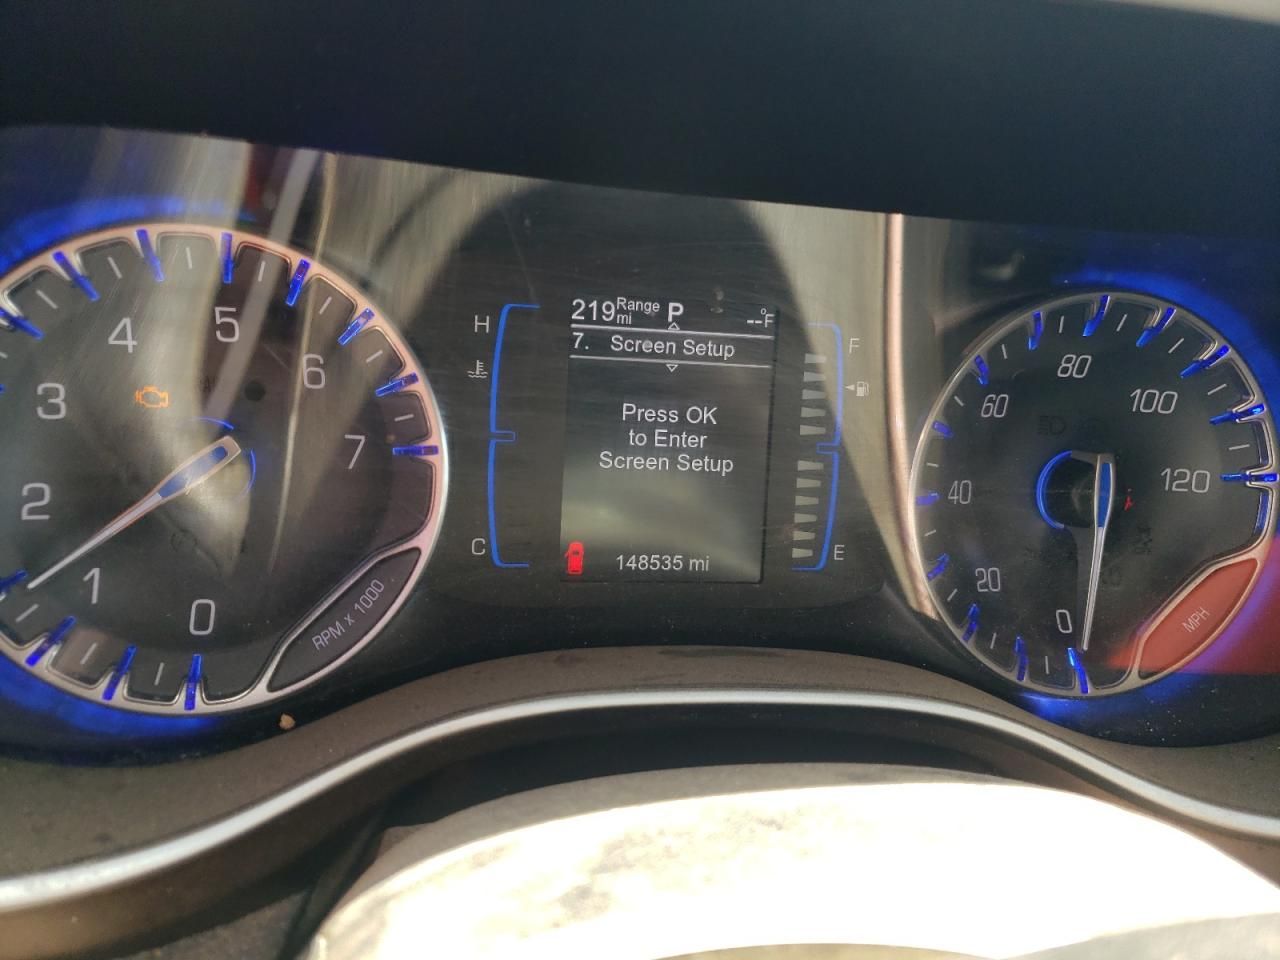 0
1
2
3
4
5
6
7
RPM x 1000
H
C
219 Range mi P --°F
7. Screen Setup
Press OK
to Enter
Screen Setup
148535 mi
F
E
0
20
40
60
80
100
120
MPH